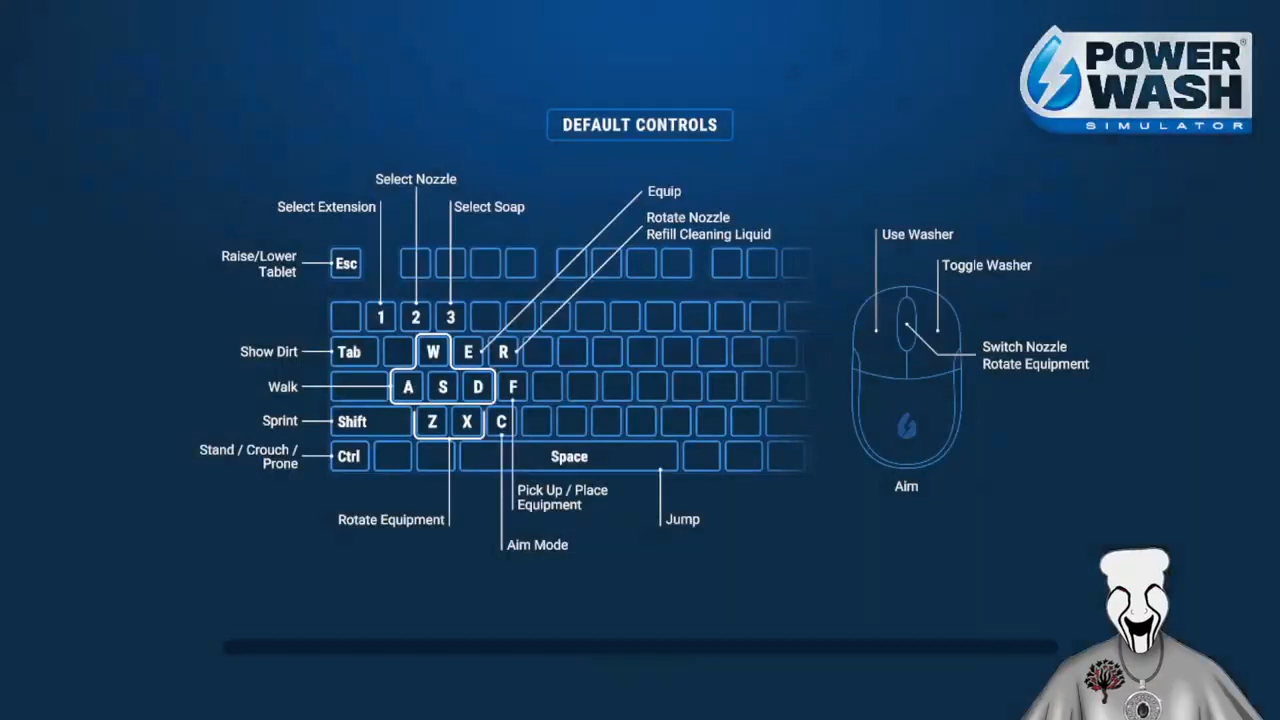 POWER
WASH
SIMULATOR
DEFAULT CONTROLS
Select Nozzle
Select Extension
Select Soap
Equip
Rotate Nozzle
Refill Cleaning Liquid
Use Washer
Toggle Washer
Raise/Lower
Tablet
Esc
1 2 3
Switch Nozzle
Rotate Equipment
Show Dirt
Tab W E R
Walk
A S D F
Sprint
Shift Z X C
Stand / Crouch /
Prone
Ctrl Space
Aim
Pick Up / Place
Equipment
Rotate Equipment
Jump
Aim Mode